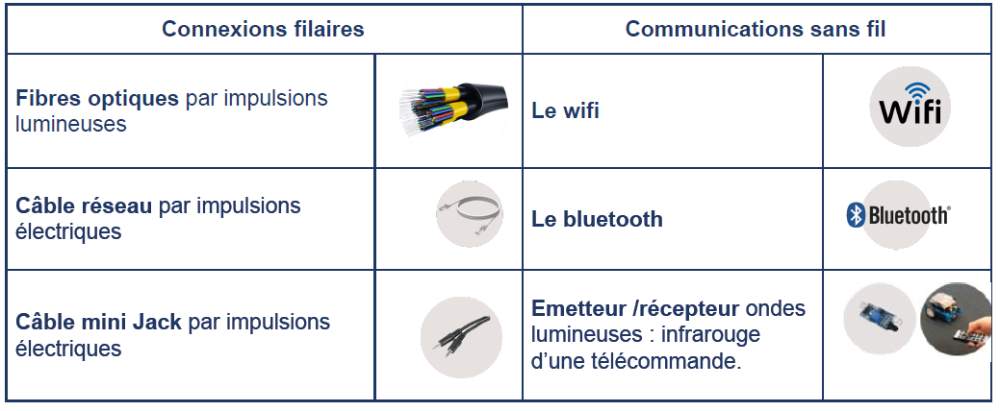 Connexions filaires
Communications sans fil
Fibres optiques par impulsions
lumineuses
Le wifi
Wifi
Câble réseau par impulsions
électriques
Le bluetooth
Bluetooth®
Câble mini Jack par impulsions
électriques
Emetteur /récepteur ondes
lumineuses : infrarouge
d’une télécommande.